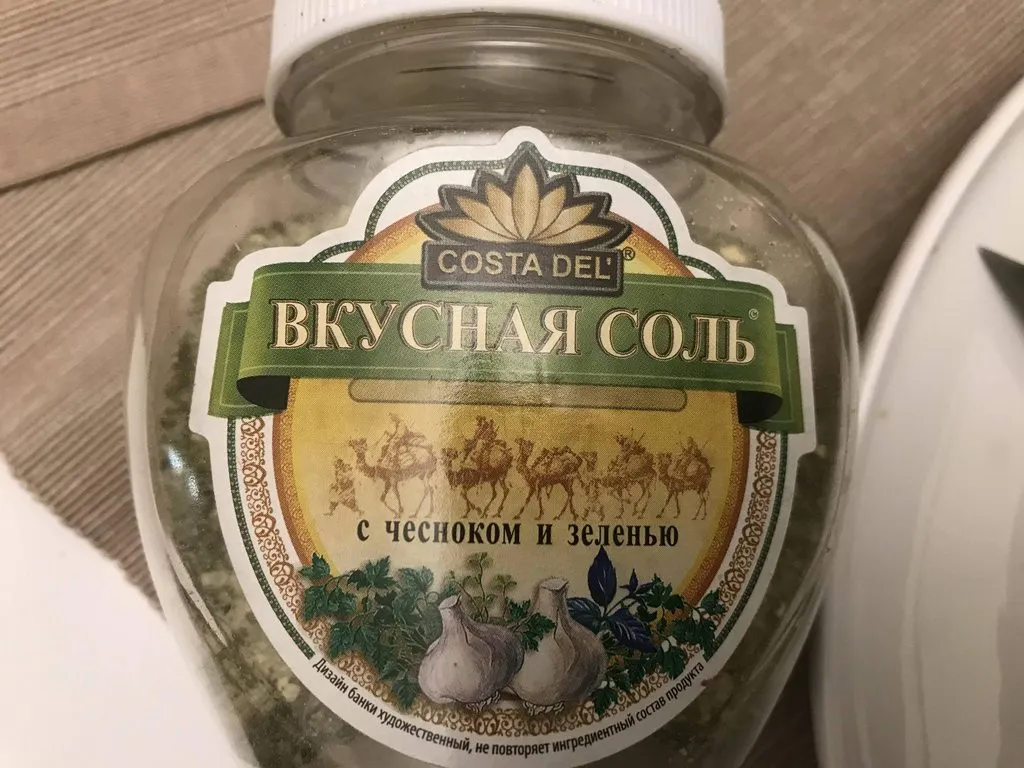 COSTA DEL'®
ВКУСНАЯ СОЛЬ©
с чесноком и зеленью
Дизайн банки художественный, не повторяет ингредиентный состав продукта